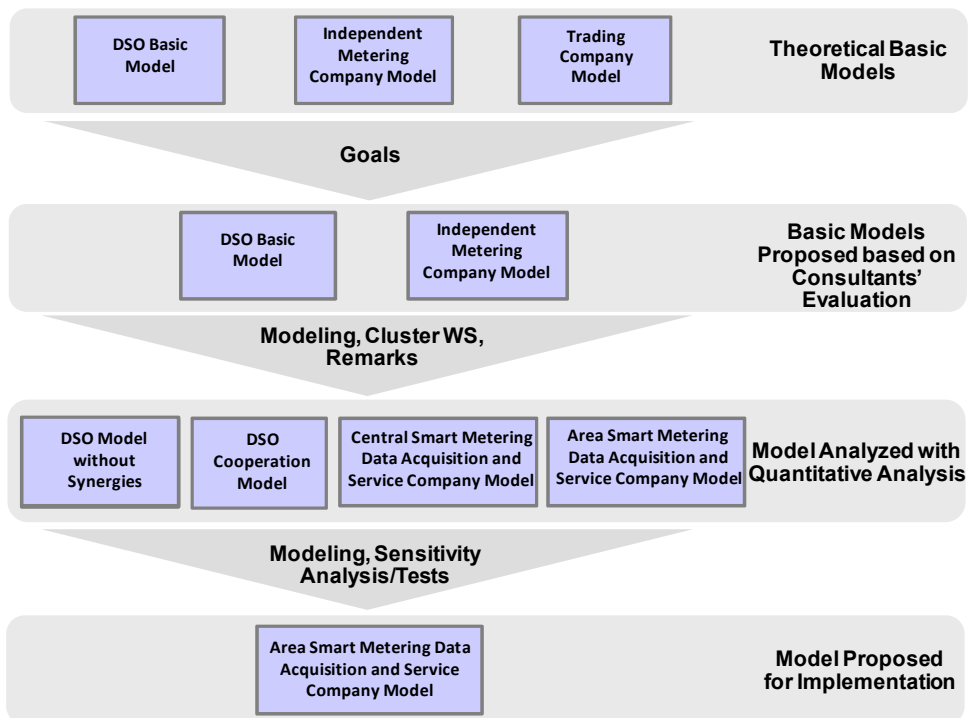 DSO Basic
Model
Independent
Metering
Company Model
Trading
Company
Model
Theoretical Basic
Models
Goals
DSO Basic
Model
Independent
Metering
Company Model
Basic Models
Proposed based on
Consultants'
Evaluation
Modeling, Cluster WS,
Remarks
DSO Model
without
Synergies
DSO
Cooperation
Model
Central Smart Metering
Data Acquisition and
Service Company Model
Area Smart Metering
Data Acquisition and
Service Company Model
Model Analyzed with
Quantitative Analysis
Modeling, Sensitivity
Analysis/Tests
Area Smart Metering Data
Acquisition and Service
Company Model
Model Proposed
for Implementation